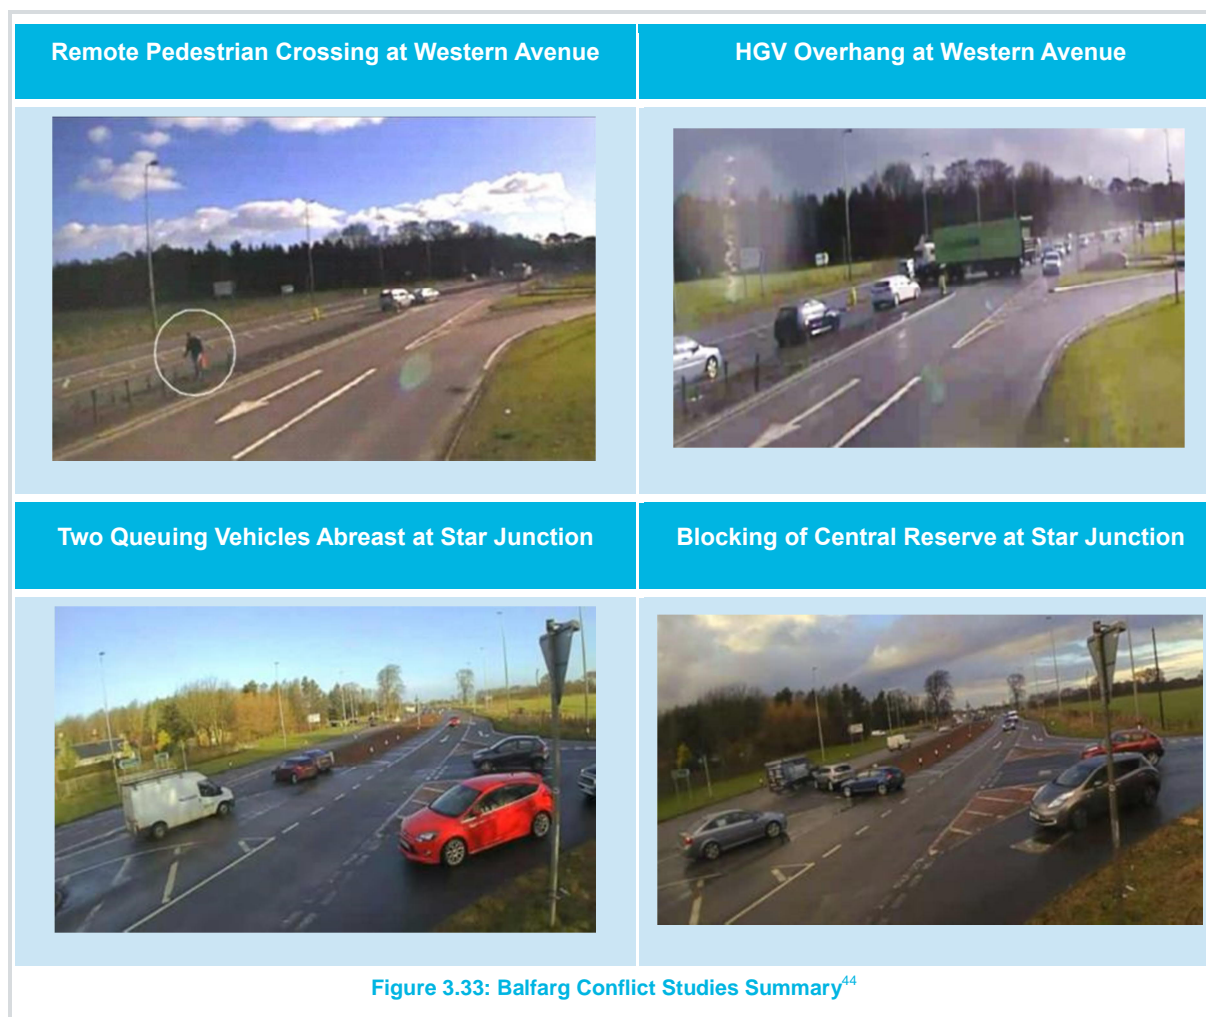 Remote Pedestrian Crossing at Western Avenue
HGV Overhang at Western Avenue
Two Queuing Vehicles Abreast at Star Junction
Blocking of Central Reserve at Star Junction
Figure 3.33: Balfarg Conflict Studies Summary44